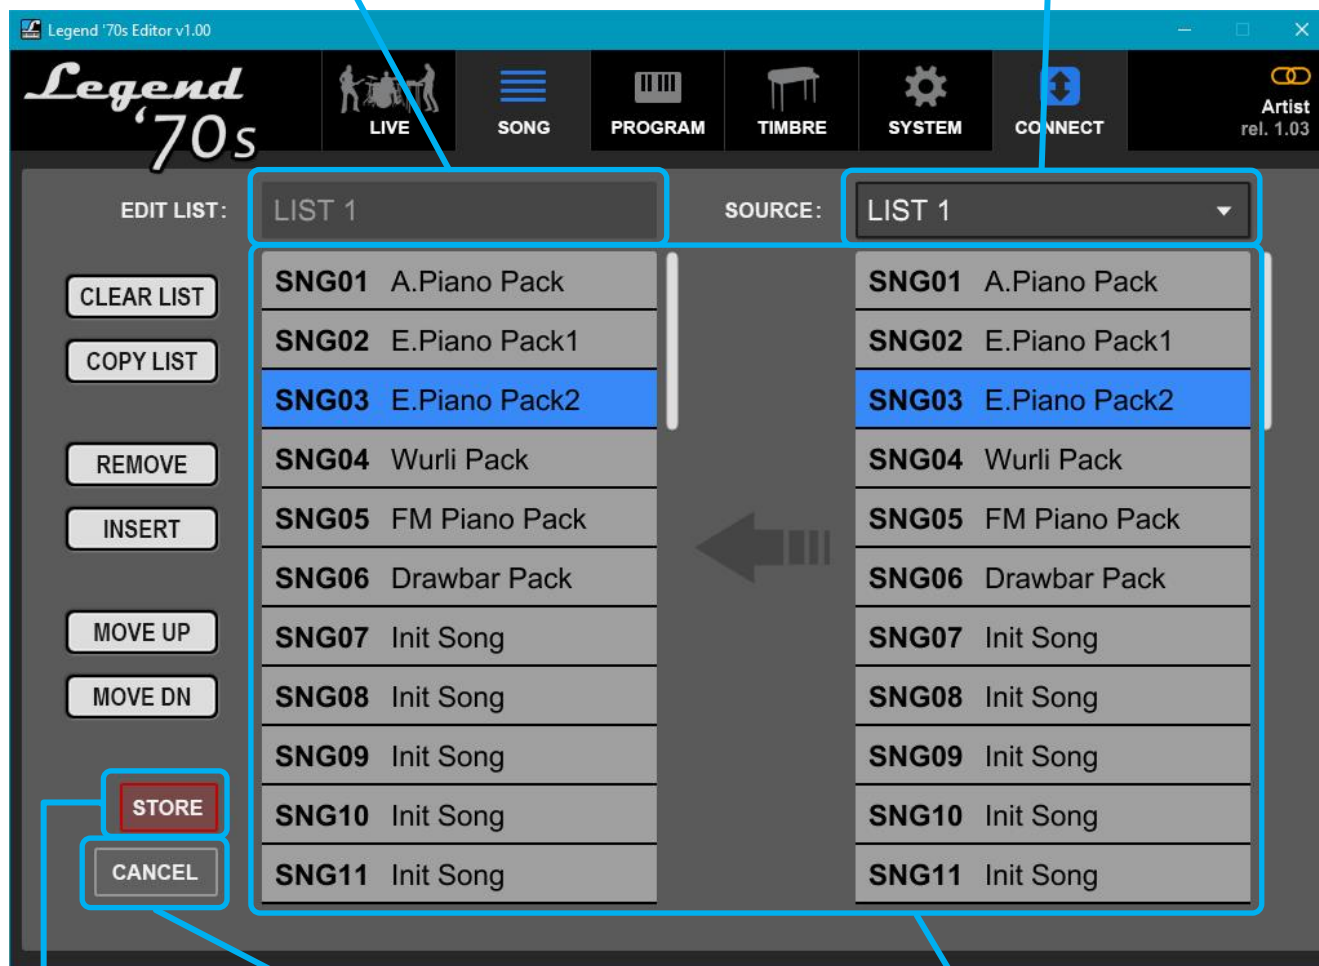 Legend '70s Editor v1.00
Legend '70s
LIVE
SONG
PROGRAM
TIMBRE
SYSTEM
CONNECT
Artist
rel. 1.03
EDIT LIST:
LIST 1
SOURCE:
LIST 1
CLEAR LIST
COPY LIST
REMOVE
INSERT
MOVE UP
MOVE DN
STORE
CANCEL
SNG01 A.Piano Pack
SNG02 E.Piano Pack1
SNG03 E.Piano Pack2
SNG04 Wurli Pack
SNG05 FM Piano Pack
SNG06 Drawbar Pack
SNG07 Init Song
SNG08 Init Song
SNG09 Init Song
SNG10 Init Song
SNG11 Init Song
SNG01 A.Piano Pack
SNG02 E.Piano Pack1
SNG03 E.Piano Pack2
SNG04 Wurli Pack
SNG05 FM Piano Pack
SNG06 Drawbar Pack
SNG07 Init Song
SNG08 Init Song
SNG09 Init Song
SNG10 Init Song
SNG11 Init Song